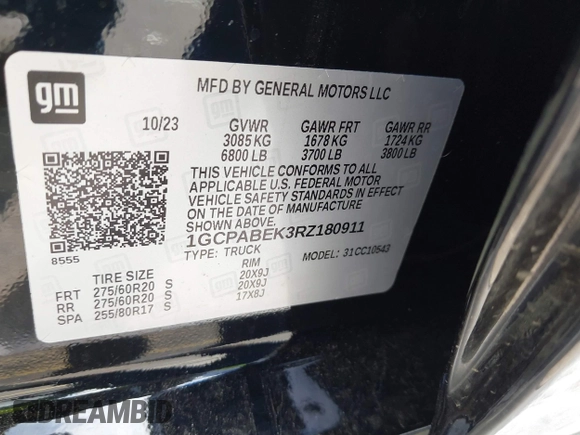 gm
MFD BY GENERAL MOTORS LLC
10/23 GVWR GAWR FRT GAWR RR
3085 KG 1678 KG 1724 KG
6800 LB 3700 LB 3800 LB
THIS VEHICLE CONFORMS TO ALL
APPLICABLE U.S. FEDERAL MOTOR
VEHICLE SAFETY STANDARDS IN EFFECT
ON THE DATE OF MANUFACTURE
SHOWN ABOVE.
1GCPABEK3RZ180911
8555 TYPE: TRUCK MODEL: 31CC10543
TIRE SIZE RIM
FRT 275/60R20 S 20X9J
RR 275/60R20 S 20X9J
SPA 255/80R17 S 17X8J
DREAMBID